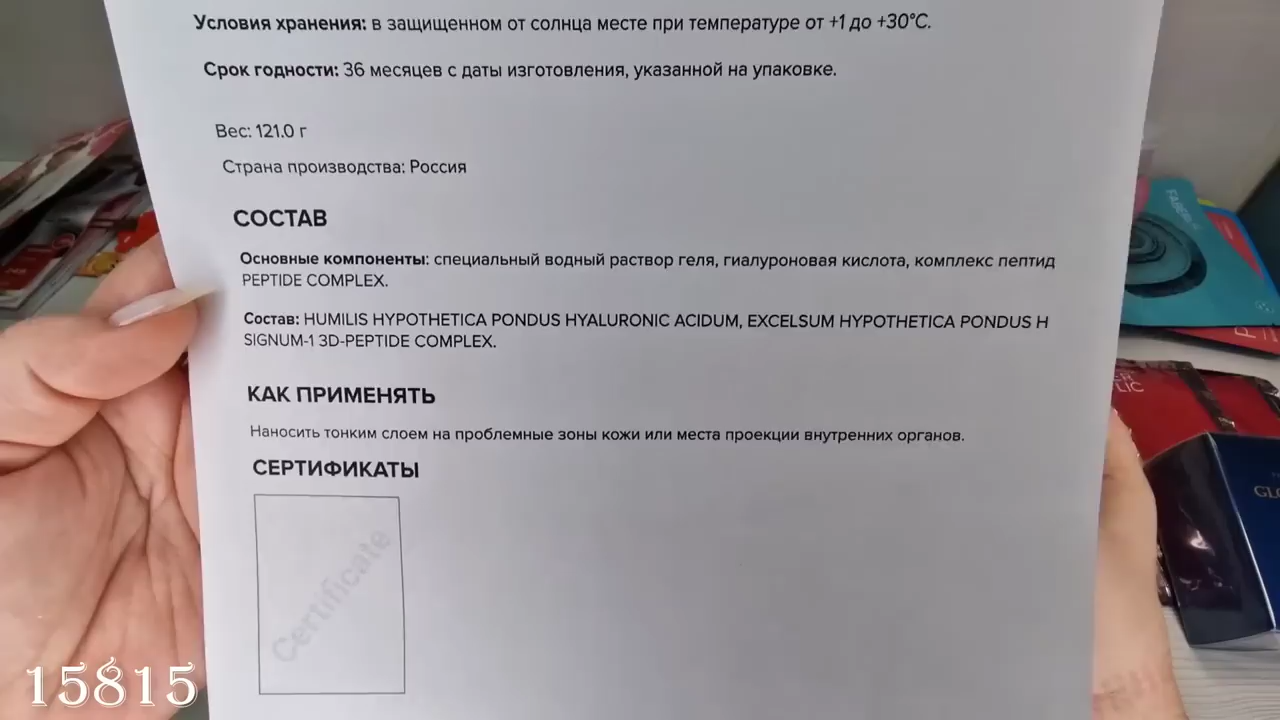 Условия хранения: в защищенном от солнца месте при температуре от +1 до +30°С.
Срок годности: 36 месяцев с даты изготовления, указанной на упаковке.
Вес: 121.0 г
Страна производства: Россия
СОСТАВ
Основные компоненты: специальный водный раствор геля, гиалуроновая кислота, комплекс пептид
PEPTIDE COMPLEX.
Состав: HUMILIS HYPOTHETICA PONDUS HYALURONIC ACIDUM, EXCELSUM HYPOTHETICA PONDUS H
SIGNUM-1 3D-PEPTIDE COMPLEX.
КАК ПРИМЕНЯТЬ
Наносить тонким слоем на проблемные зоны кожи или места проекции внутренних органов.
СЕРТИФИКАТЫ
Certificate
15815